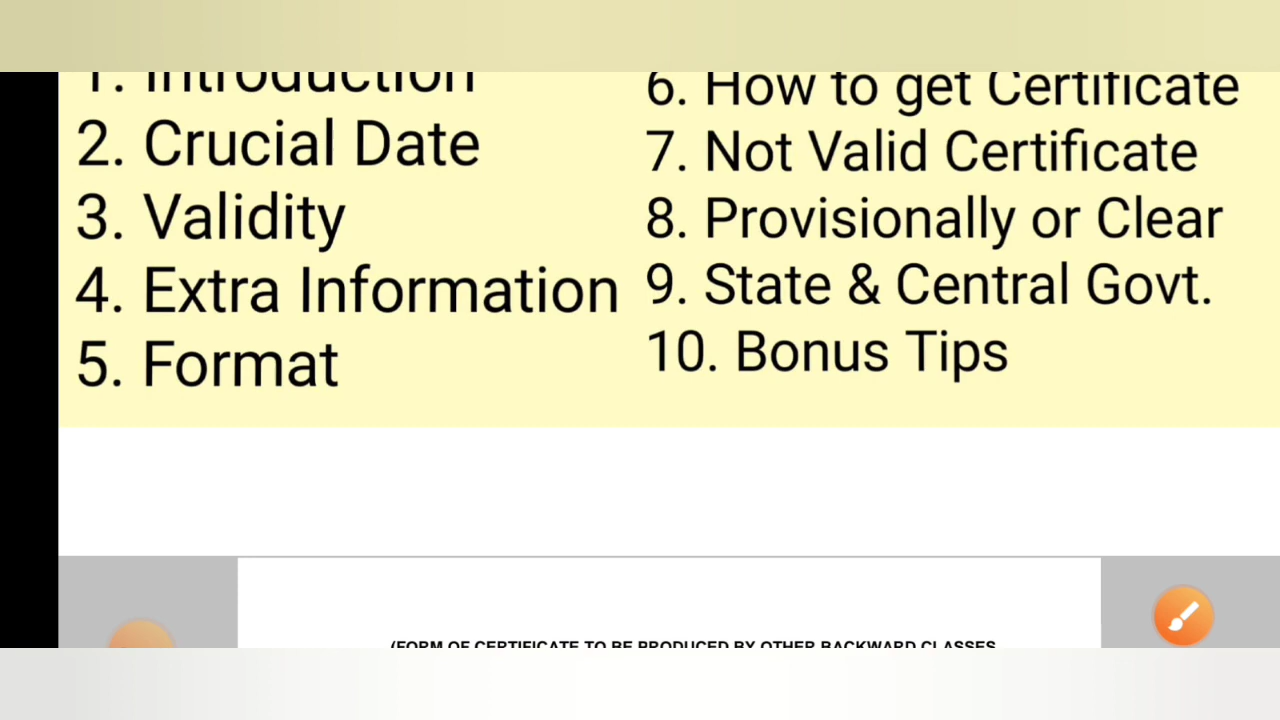 1. Introduction
2. Crucial Date
3. Validity
4. Extra Information
5. Format
6. How to get Certificate
7. Not Valid Certificate
8. Provisionally or Clear
9. State & Central Govt.
10. Bonus Tips
(FORM OF CERTIFICATE TO BE PRODUCED BY OTHER BACKWARD CLASSES